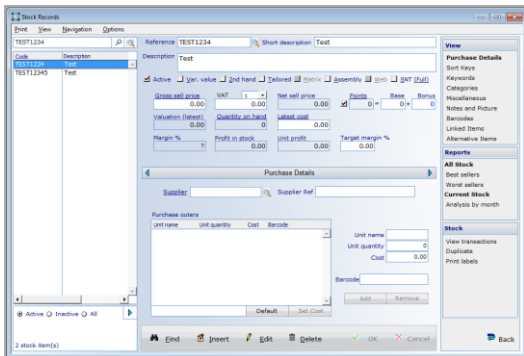 Stock Records
Print View Navigation Options
TEST1234
Code Description
TEST1234 Test
TEST12345 Test
Active Inactive All
2 stock item(s)
Reference TEST1234 Short description Test
Description Test
Active Var. value 2nd hand Tailored Matrix Assembly Web SNT (Full)
Gross sell price VAT Net sell price Points Base Bonus
0.00 1 0.00 0 = 0 + 0
Valuation (latest) Quantity on hand Latest cost
0.00 0 0.00
Margin % Profit in stock Unit profit Target margin %
? 0.00 0.00 0.00
Purchase Details
Supplier Supplier Ref
Purchase outers
Unit name Unit quantity Cost Barcode
Unit name
Unit quantity 0
Cost 0.00
Barcode
Add Remove
Default Set Cost
Find Insert Edit Delete OK Cancel
View
Purchase Details
Sort Keys
Keywords
Categories
Miscellaneous
Notes and Picture
Barcodes
Linked Items
Alternative Items
Reports
All Stock
Best sellers
Worst sellers
Current Stock
Analysis by month
Stock
View transactions
Duplicate
Print labels
Back